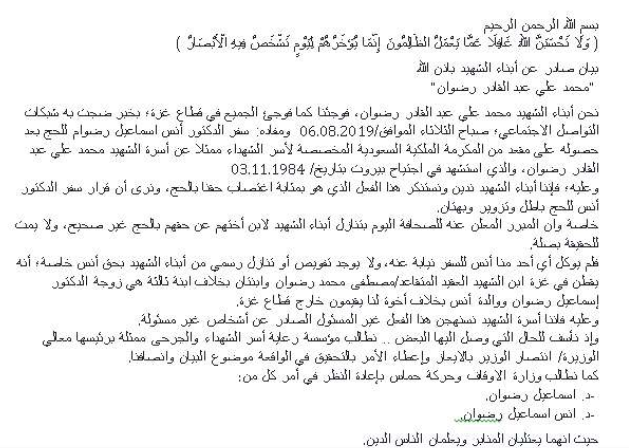 بسم الله الرحمن الرحيم
( وَلَا تَحْسَبَنَّ اللَّهَ غَافِلًا عَمَّا يَعْمَلُ الظَّالِمُونَ إِنَّمَا يُؤَخِّرُهُمْ لِيَوْمٍ تَشْخَصُ فِيهِ الْأَبْصَارُ )
بيان صادر عن أبناء الشهيد باذن الله
"محمد علي عبد القادر رضوان"
نحن أبناء الشهيد محمد علي عبد القادر رضوان، فوجئنا كما فوجئ الجميع في قطاع غزة؛ بخبر ضجت به شبكات
التواصل الاجتماعي؛ صباح الثلاثاء الموافق/06.08.2019 ومفاده: سفر الدكتور أنس اسماعيل رضوام للحج بعد
حصوله على مقعد من المكرمة الملكية السعودية المخصصة لأسر الشهداء ممثلا عن أسرة الشهيد محمد علي عبد
القادر رضوان، والذي استشهد في اجتياح بيروت بتاريخ/ 03.11.1984
وعليه؛ فإننا أبناء الشهيد ندين ونستنكر هذا الفعل الذي هو بمثابة اغتصاب حقنا بالحج، ونرى أن قرار سفر الدكتور
أنس للحج باطل وتزوير وبهتان.
خاصة وأن المبرر المعلن عنه للصحافة اليوم بتنازل أبناء الشهيد لابن أختهم عن حقهم بالحج غير صحيح، ولا يمت
للحقيقة بصلة.
فلم يوكل أي أحد منا أنس للسفر نيابة عنه، ولا يوجد تفويض أو تنازل رسمي من أبناء الشهيد بحق أنس خاصة؛ أنه
يقطن في غزة ابن الشهيد العقيد المتقاعد/مصطفى محمد رضوان وابنتان بخلاف ابنة ثالثة هي زوجة الدكتور
إسماعيل رضوان ووالدة أنس بخلاف أخوة لنا يقيمون خارج قطاع غزة.
وعليه فإننا أسرة الشهيد نستهجن هذا الفعل غير المسئول الصادر عن أشخاص غير مسئولة.
وإذ نأسف للحال التي وصل اليها البعض .. نطالب مؤسسة رعاية أسر الشهداء والجرحى ممثلة برئيسها معالي
الوزيرة/ انتصار الوزير بالايعاز وإعطاء الأمر بالتحقيق في الواقعة موضوع البيان وانصافنا.
كما نطالب وزارة الاوقاف وحركة حماس بإعادة النظر في أمر كل من:
-د. اسماعيل رضوان.
-د. انس اسماعيل رضوان.
حيث انهما يعتليان المنابر ويعلمان الناس الدين.